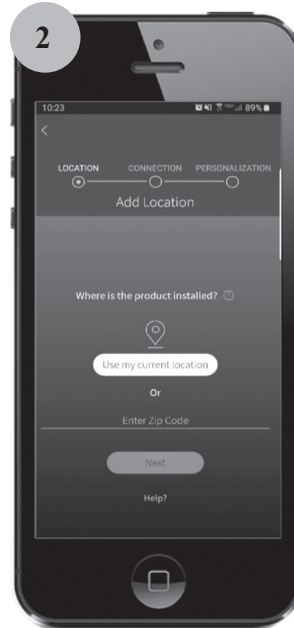 2
10:23 89%
LOCATION CONNECTION PERSONALIZATION
Add Location
Where is the product installed? ?
Use my current location
Or
Enter Zip Code
Next
Help?